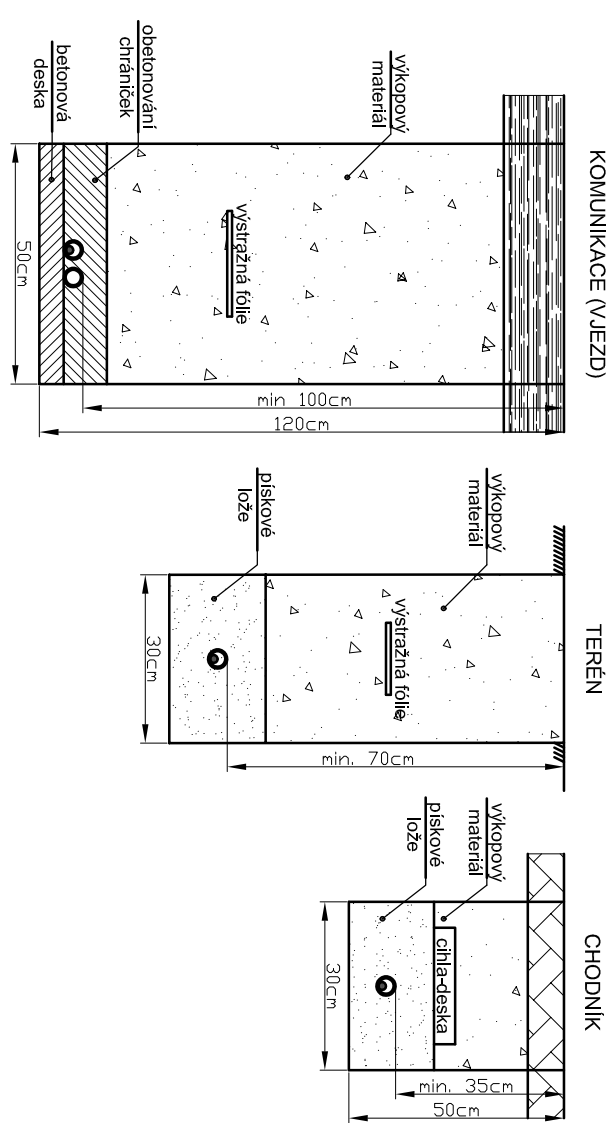 KOMUNIKACE (VJEZD)
výkopový
materiál
obetonování
chrániček
betonová
deska
výstražná fólie
50cm
min 100cm
120cm
TERÉN
výkopový
materiál
pískové
lože
výstražná fólie
30cm
min. 70cm
CHODNÍK
výkopový
materiál
pískové
lože
cihla-deska
30cm
min. 35cm
50cm